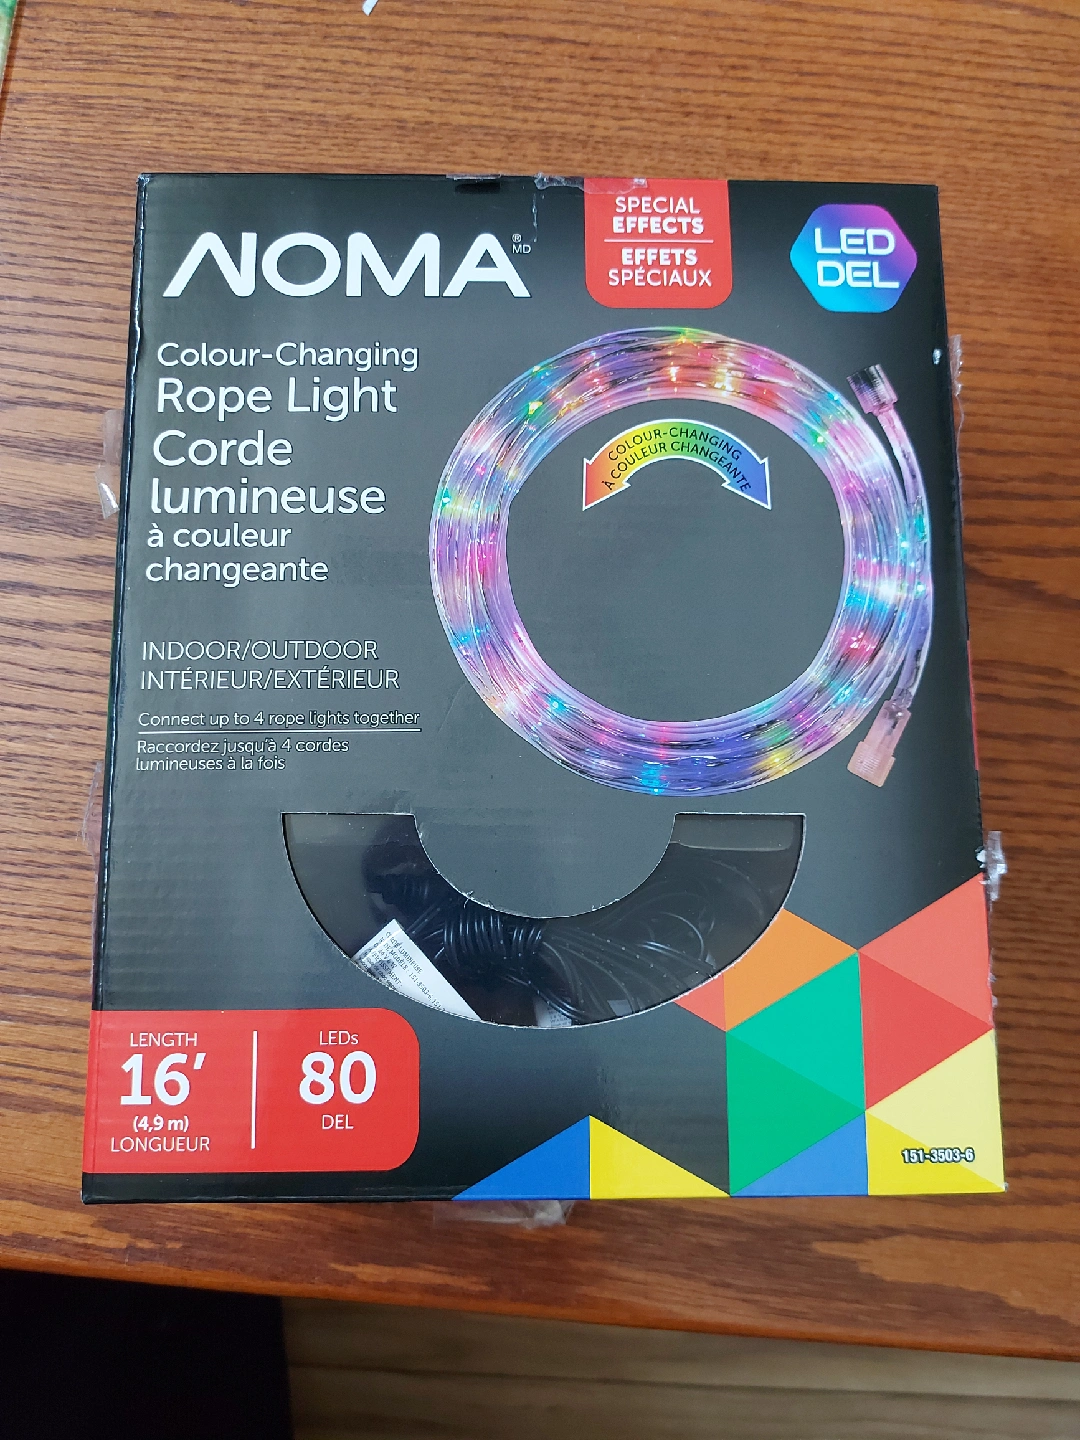 NOMA
®
MD
SPECIAL
EFFECTS
EFFETS
SPÉCIAUX
LED
DEL
Colour-Changing
Rope Light
Corde
lumineuse
à couleur
changeante
COLOUR-CHANGING
À COULEUR CHANGEANTE
INDOOR/OUTDOOR
INTÉRIEUR/EXTÉRIEUR
Connect up to 4 rope lights together
Raccordez jusqu'à 4 cordes
lumineuses à la fois
LENGTH
16'
(4,9 m)
LONGUEUR
LEDs
80
DEL
151-3503-6